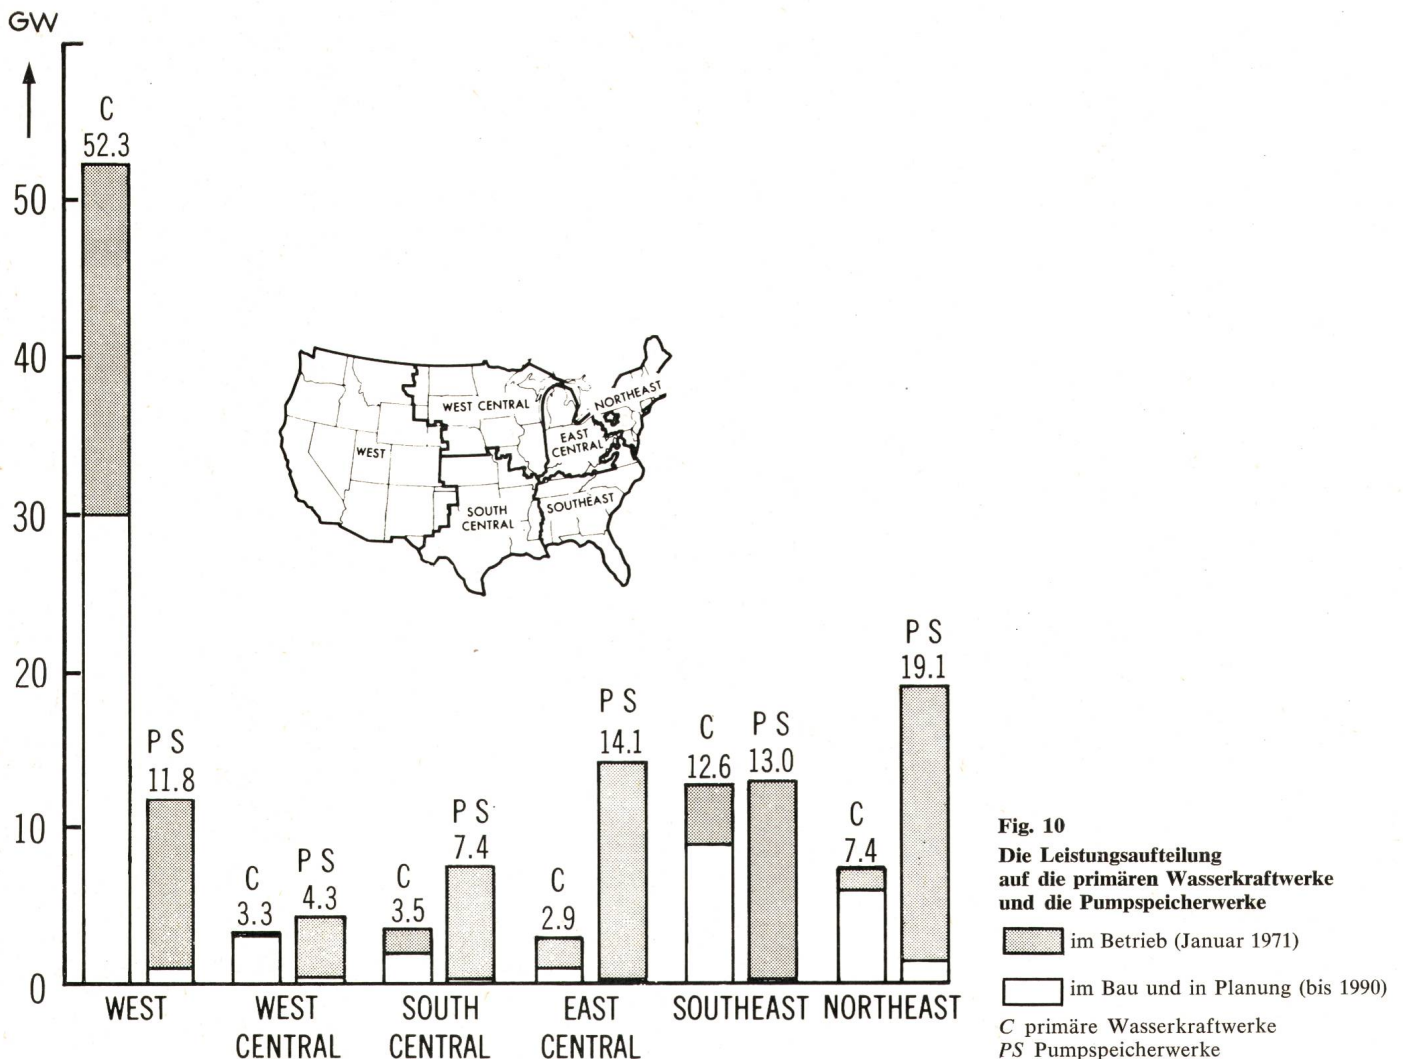 GW
50
40
30
20
10
0
C
52.3
P S
11.8
C
3.3
P S
4.3
C
3.5
P S
7.4
C
2.9
P S
14.1
C
12.6
P S
13.0
C
7.4
P S
19.1
WEST
WEST CENTRAL
SOUTH
CENTRAL
EAST
CENTRAL
SOUTHEAST
NORTHEAST
WEST
WEST
CENTRAL
SOUTH
CENTRAL
EAST
CENTRAL
SOUTHEAST
NORTHEAST
Fig. 10
Die Leistungsaufteilung
auf die primären Wasserkraftwerke
und die Pumpspeicherwerke
im Betrieb (Januar 1971)
im Bau und in Planung (bis 1990)
C primäre Wasserkraftwerke
PS Pumpspeicherwerke